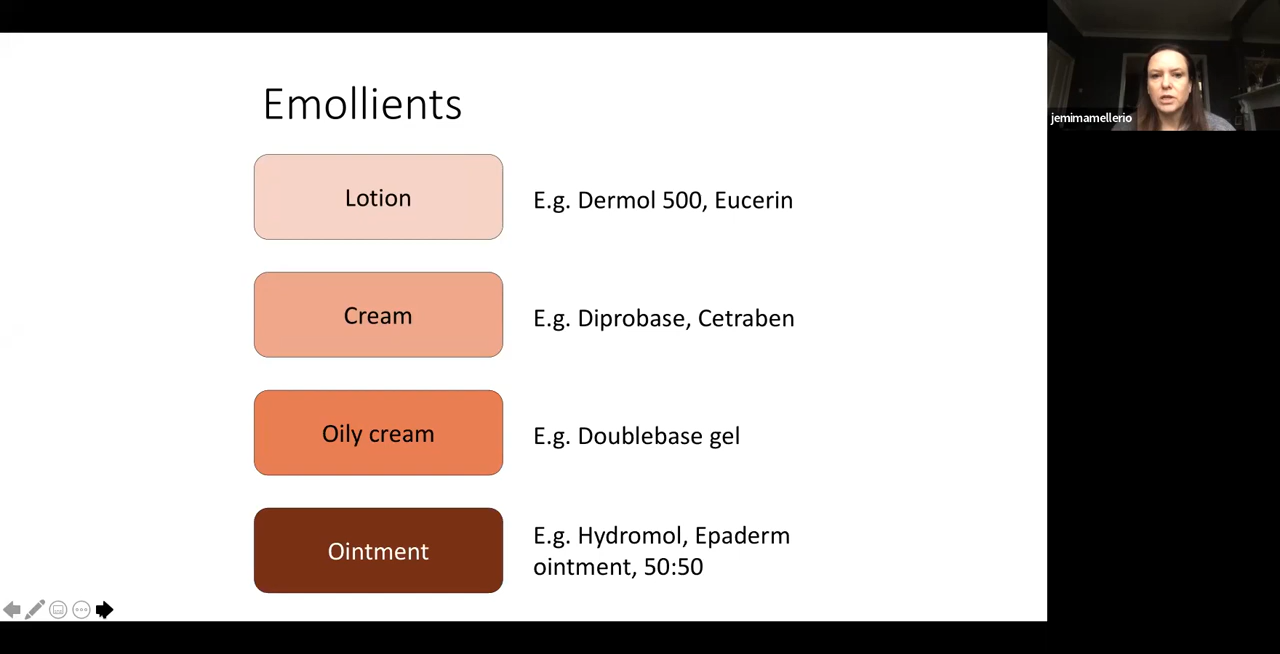 Emollients
Lotion
E.g. Dermol 500, Eucerin
Cream
E.g. Diprobase, Cetraben
Oily cream
E.g. Doublebase gel
Ointment
E.g. Hydromol, Epaderm
ointment, 50:50
jemimamellerio